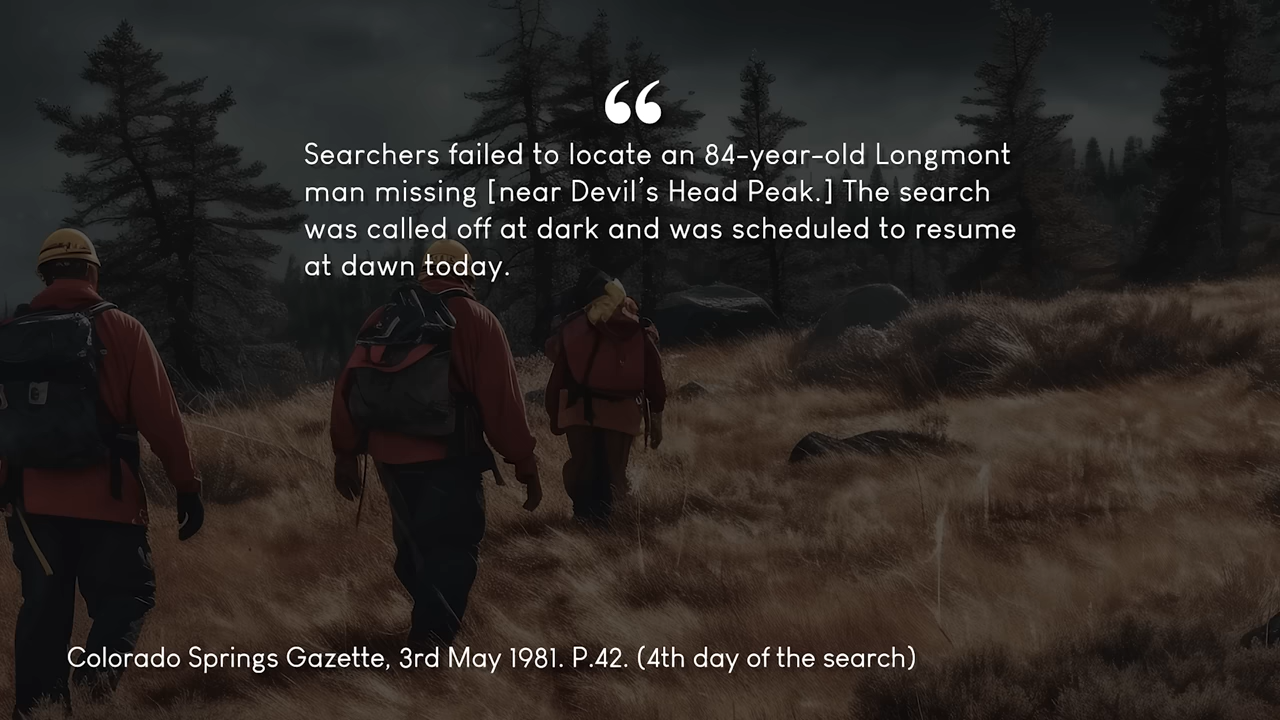 “
Searchers failed to locate an 84-year-old Longmont
man missing [near Devil's Head Peak.] The search
was called off at dark and was scheduled to resume
at dawn today.
Colorado Springs Gazette, 3rd May 1981. P.42. (4th day of the search)